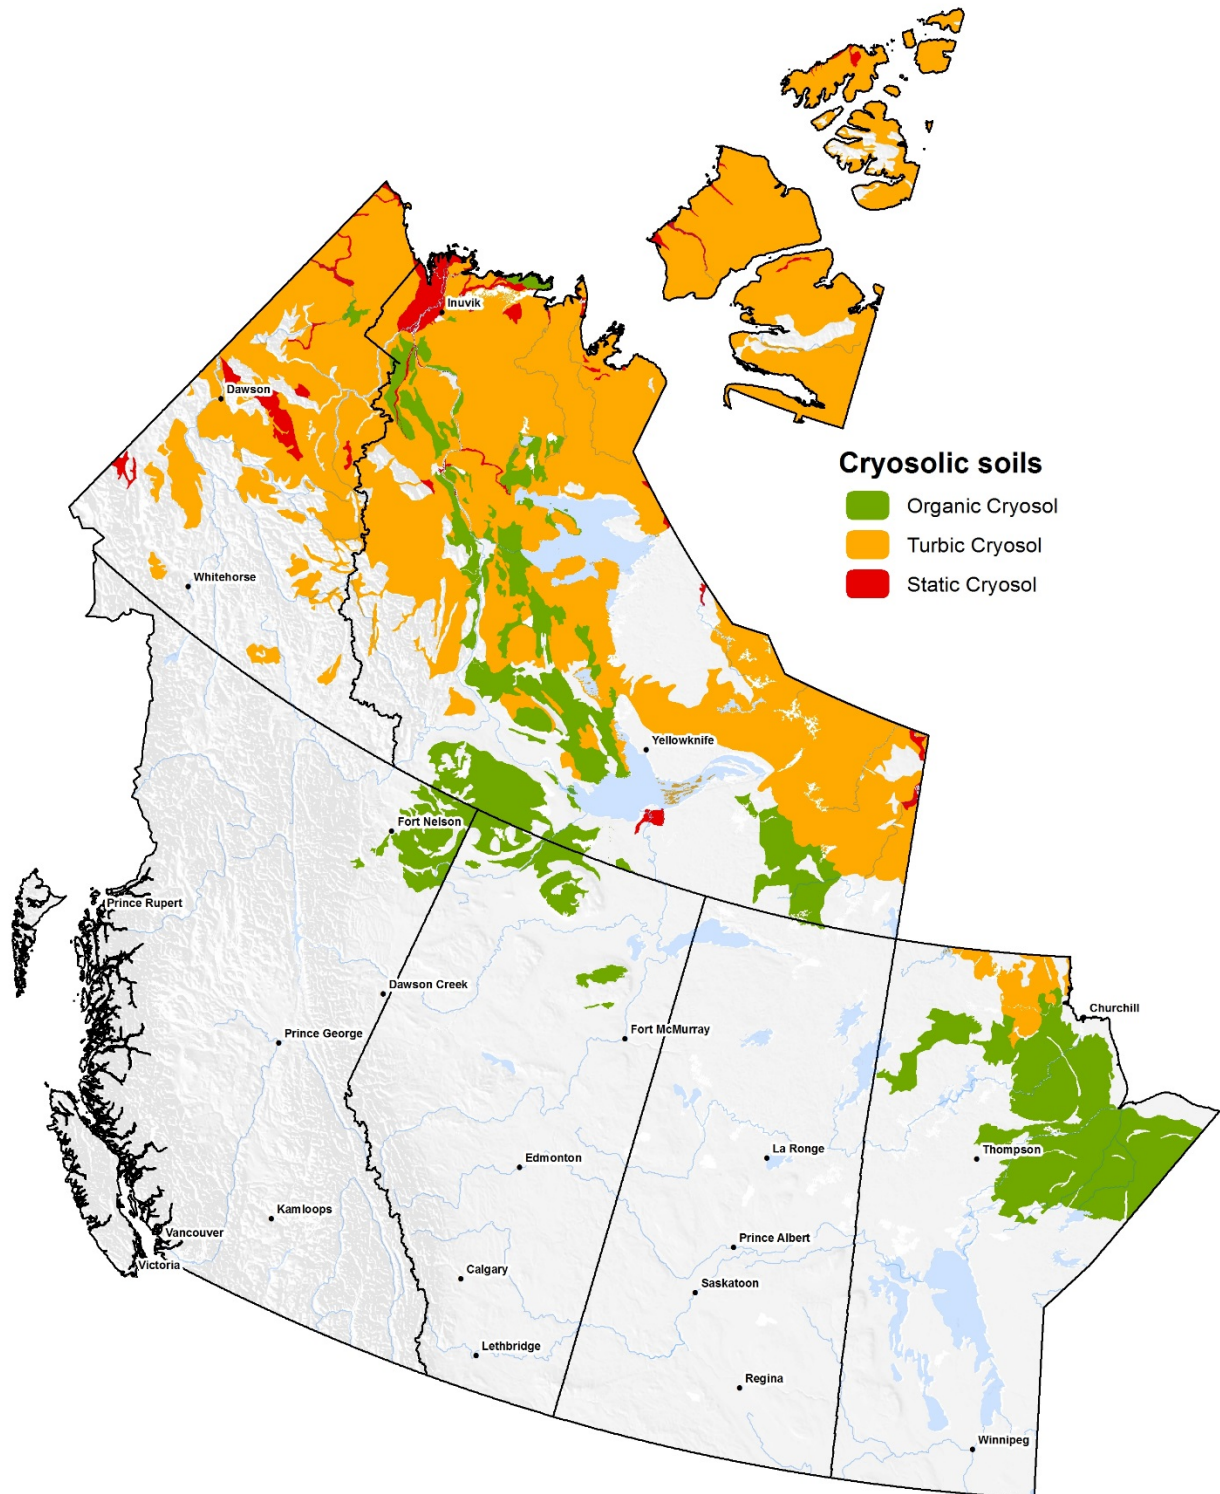 Inuvik
Dawson
Cryosolic soils
Organic Cryosol
Turbic Cryosol
Static Cryosol
Whitehorse
Yellowknife
Fort Nelson
Prince Rupert
Dawson Creek
Churchill
Prince George
Fort McMurray
La Ronge
Thompson
Edmonton
Kamloops
Vancouver
Prince Albert
Victoria
Calgary
Saskatoon
Lethbridge
Regina
Winnipeg